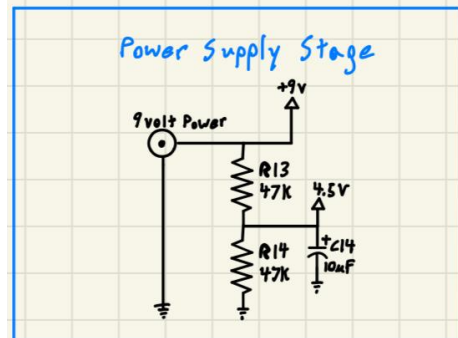 Power Supply Stage
+9v
9volt Power
R13
47K
4.5V
R14
47K
+C14
10uF